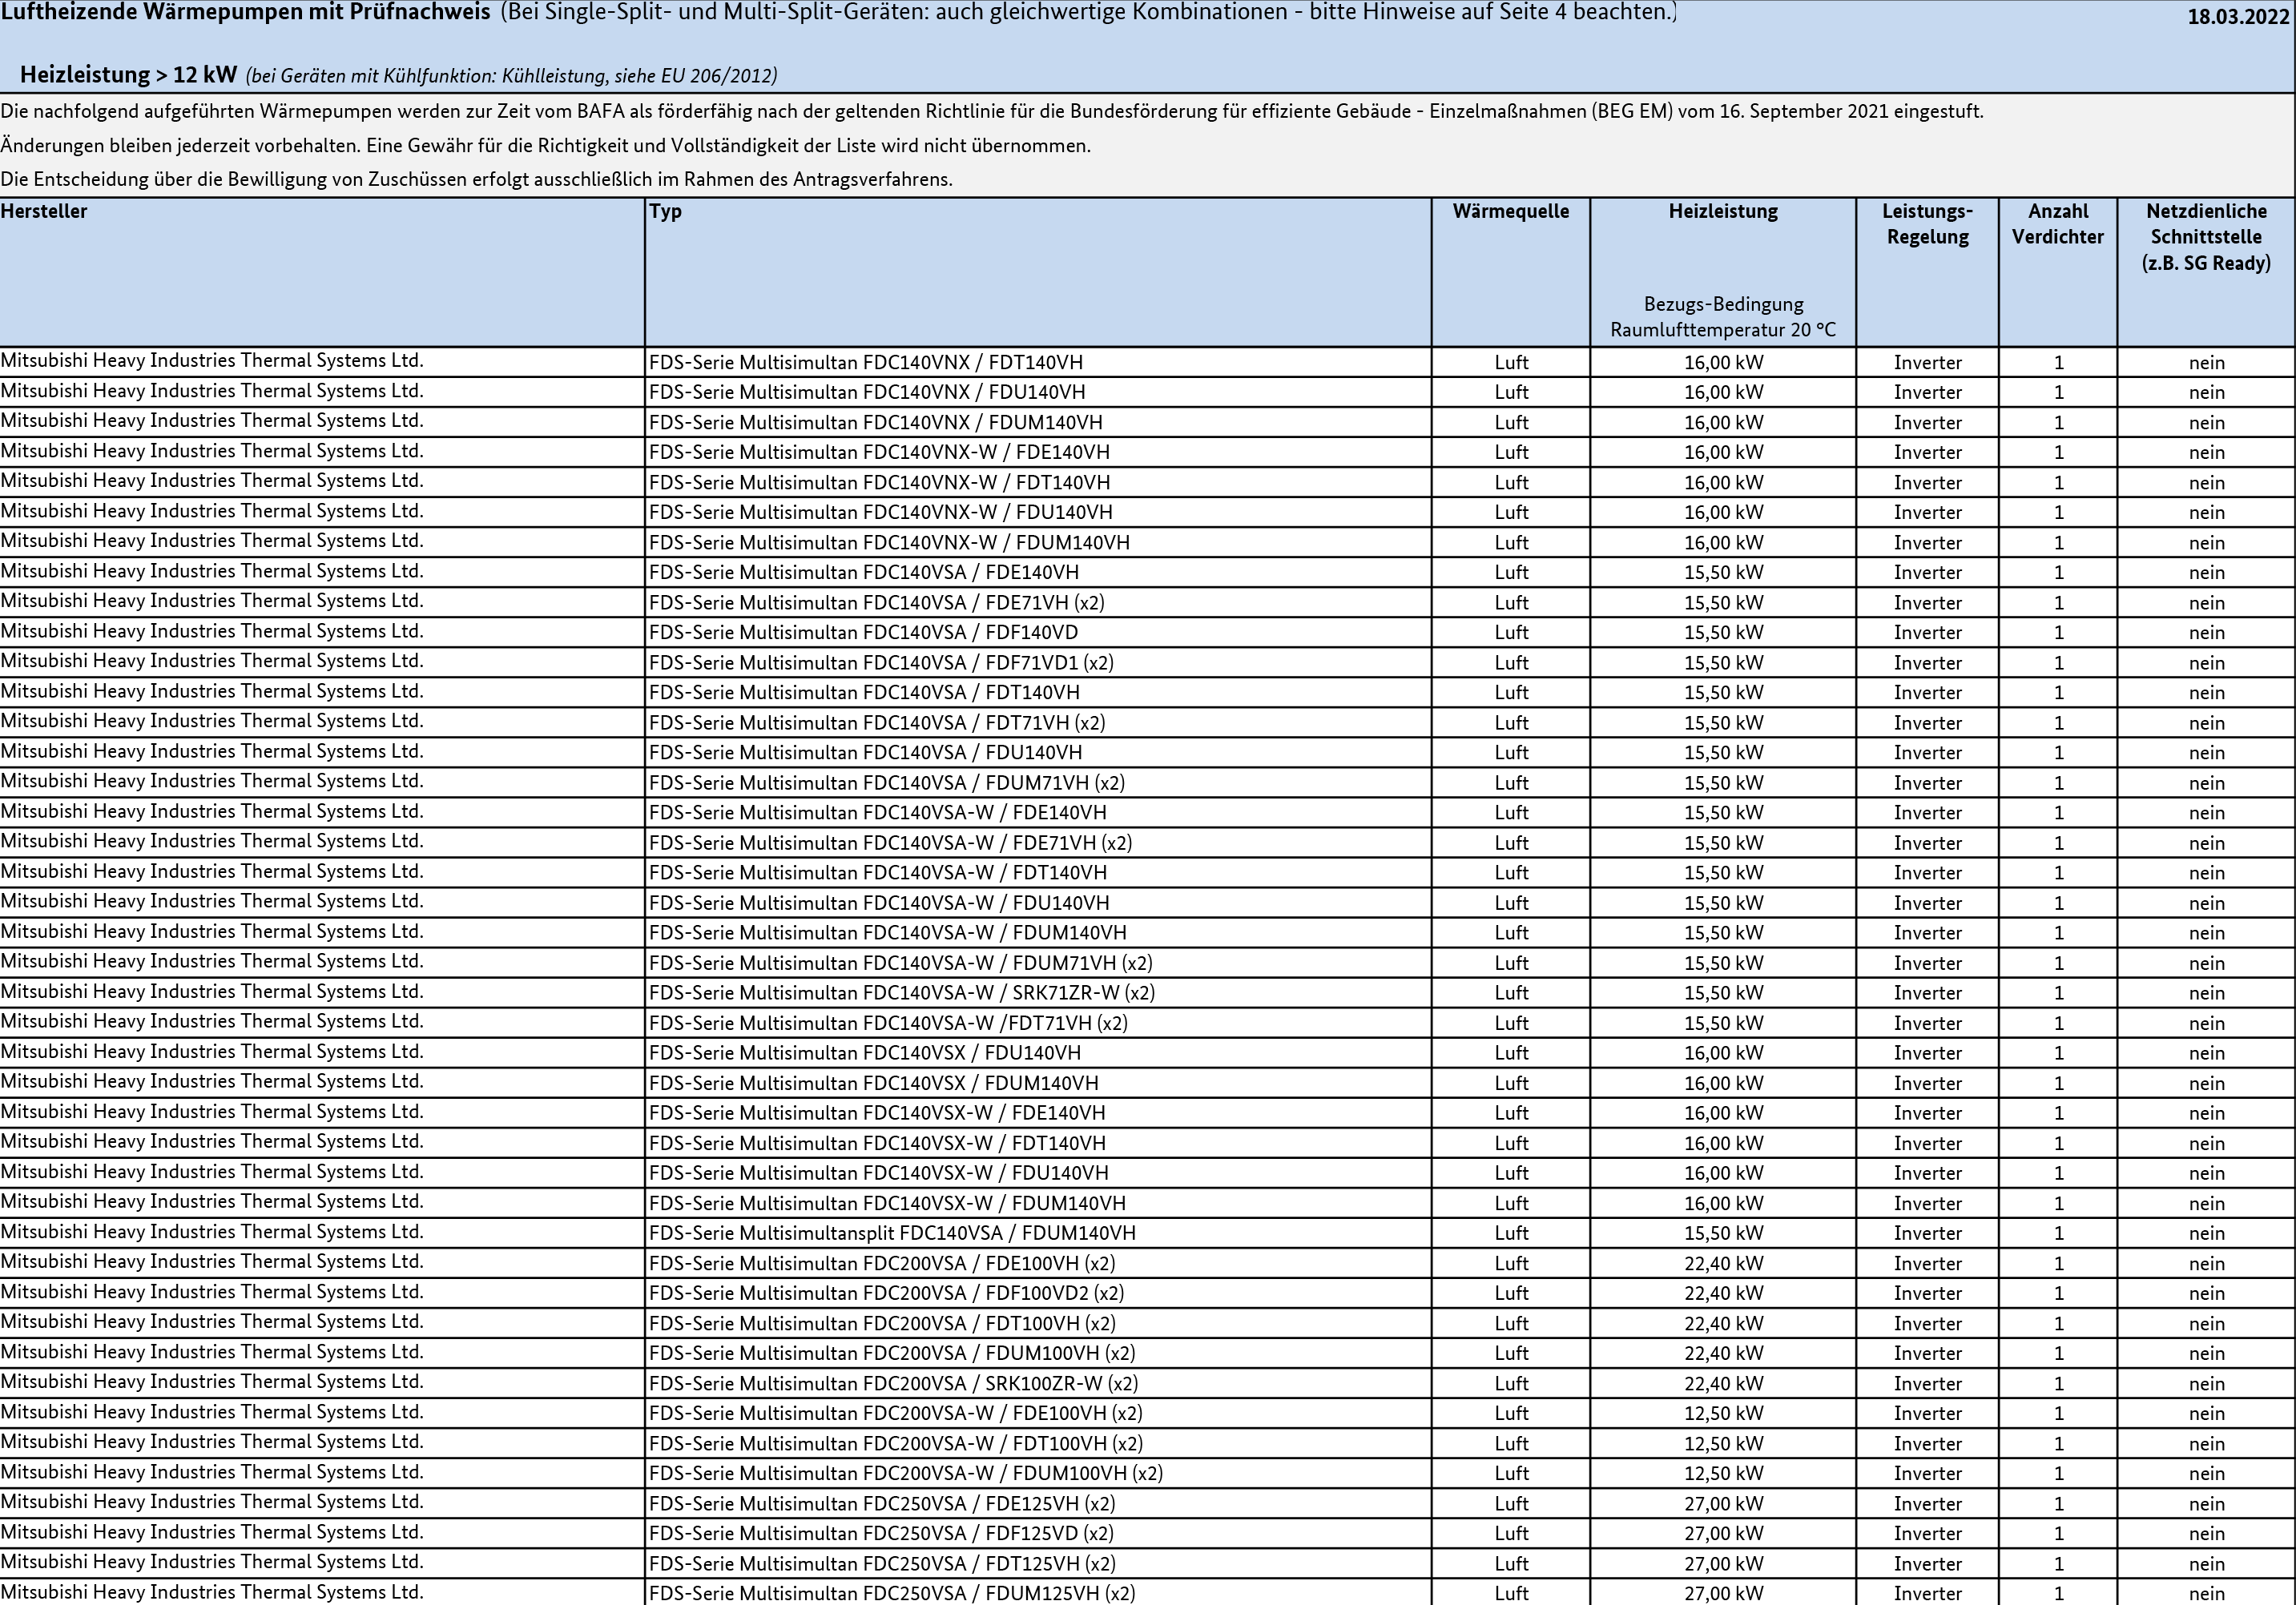 Luftheizende Wärmepumpen mit Prüfnachweis (Bei Single-Split- und Multi-Split-Geräten: auch gleichwertige Kombinationen - bitte Hinweise auf Seite 4 beachten.) 18.03.2022
Heizleistung > 12 kW (bei Geräten mit Kühlfunktion: Kühlleistung, siehe EU 206/2012)
Die nachfolgend aufgeführten Wärmepumpen werden zur Zeit vom BAFA als förderfähig nach der geltenden Richtlinie für die Bundesförderung für effiziente Gebäude - Einzelmaßnahmen (BEG EM) vom 16. September 2021 eingestuft.
Änderungen bleiben jederzeit vorbehalten. Eine Gewähr für die Richtigkeit und Vollständigkeit der Liste wird nicht übernommen.
Die Entscheidung über die Bewilligung von Zuschüssen erfolgt ausschließlich im Rahmen des Antragsverfahrens.
Hersteller Typ Wärmequelle Heizleistung Leistungs- Anzahl Netzdienliche
Regelung Verdichter Schnittstelle
(z.B. SG Ready)
Bezugs-Bedingung
Raumlufttemperatur 20 °C
Mitsubishi Heavy Industries Thermal Systems Ltd. FDS-Serie Multisimultan FDC140VNX / FDT140VH Luft 16,00 kW Inverter 1 nein
Mitsubishi Heavy Industries Thermal Systems Ltd. FDS-Serie Multisimultan FDC140VNX / FDU140VH Luft 16,00 kW Inverter 1 nein
Mitsubishi Heavy Industries Thermal Systems Ltd. FDS-Serie Multisimultan FDC140VNX / FDUM140VH Luft 16,00 kW Inverter 1 nein
Mitsubishi Heavy Industries Thermal Systems Ltd. FDS-Serie Multisimultan FDC140VNX-W / FDE140VH Luft 16,00 kW Inverter 1 nein
Mitsubishi Heavy Industries Thermal Systems Ltd. FDS-Serie Multisimultan FDC140VNX-W / FDT140VH Luft 16,00 kW Inverter 1 nein
Mitsubishi Heavy Industries Thermal Systems Ltd. FDS-Serie Multisimultan FDC140VNX-W / FDU140VH Luft 16,00 kW Inverter 1 nein
Mitsubishi Heavy Industries Thermal Systems Ltd. FDS-Serie Multisimultan FDC140VNX-W / FDUM140VH Luft 16,00 kW Inverter 1 nein
Mitsubishi Heavy Industries Thermal Systems Ltd. FDS-Serie Multisimultan FDC140VSA / FDE140VH Luft 15,50 kW Inverter 1 nein
Mitsubishi Heavy Industries Thermal Systems Ltd. FDS-Serie Multisimultan FDC140VSA / FDE71VH (x2) Luft 15,50 kW Inverter 1 nein
Mitsubishi Heavy Industries Thermal Systems Ltd. FDS-Serie Multisimultan FDC140VSA / FDF140VD Luft 15,50 kW Inverter 1 nein
Mitsubishi Heavy Industries Thermal Systems Ltd. FDS-Serie Multisimultan FDC140VSA / FDF71VD1 (x2) Luft 15,50 kW Inverter 1 nein
Mitsubishi Heavy Industries Thermal Systems Ltd. FDS-Serie Multisimultan FDC140VSA / FDT140VH Luft 15,50 kW Inverter 1 nein
Mitsubishi Heavy Industries Thermal Systems Ltd. FDS-Serie Multisimultan FDC140VSA / FDT71VH (x2) Luft 15,50 kW Inverter 1 nein
Mitsubishi Heavy Industries Thermal Systems Ltd. FDS-Serie Multisimultan FDC140VSA / FDU140VH Luft 15,50 kW Inverter 1 nein
Mitsubishi Heavy Industries Thermal Systems Ltd. FDS-Serie Multisimultan FDC140VSA / FDUM71VH (x2) Luft 15,50 kW Inverter 1 nein
Mitsubishi Heavy Industries Thermal Systems Ltd. FDS-Serie Multisimultan FDC140VSA-W / FDE140VH Luft 15,50 kW Inverter 1 nein
Mitsubishi Heavy Industries Thermal Systems Ltd. FDS-Serie Multisimultan FDC140VSA-W / FDE71VH (x2) Luft 15,50 kW Inverter 1 nein
Mitsubishi Heavy Industries Thermal Systems Ltd. FDS-Serie Multisimultan FDC140VSA-W / FDT140VH Luft 15,50 kW Inverter 1 nein
Mitsubishi Heavy Industries Thermal Systems Ltd. FDS-Serie Multisimultan FDC140VSA-W / FDU140VH Luft 15,50 kW Inverter 1 nein
Mitsubishi Heavy Industries Thermal Systems Ltd. FDS-Serie Multisimultan FDC140VSA-W / FDUM140VH Luft 15,50 kW Inverter 1 nein
Mitsubishi Heavy Industries Thermal Systems Ltd. FDS-Serie Multisimultan FDC140VSA-W / FDUM71VH (x2) Luft 15,50 kW Inverter 1 nein
Mitsubishi Heavy Industries Thermal Systems Ltd. FDS-Serie Multisimultan FDC140VSA-W / SRK71ZR-W (x2) Luft 15,50 kW Inverter 1 nein
Mitsubishi Heavy Industries Thermal Systems Ltd. FDS-Serie Multisimultan FDC140VSA-W /FDT71VH (x2) Luft 15,50 kW Inverter 1 nein
Mitsubishi Heavy Industries Thermal Systems Ltd. FDS-Serie Multisimultan FDC140VSX / FDU140VH Luft 16,00 kW Inverter 1 nein
Mitsubishi Heavy Industries Thermal Systems Ltd. FDS-Serie Multisimultan FDC140VSX / FDUM140VH Luft 16,00 kW Inverter 1 nein
Mitsubishi Heavy Industries Thermal Systems Ltd. FDS-Serie Multisimultan FDC140VSX-W / FDE140VH Luft 16,00 kW Inverter 1 nein
Mitsubishi Heavy Industries Thermal Systems Ltd. FDS-Serie Multisimultan FDC140VSX-W / FDT140VH Luft 16,00 kW Inverter 1 nein
Mitsubishi Heavy Industries Thermal Systems Ltd. FDS-Serie Multisimultan FDC140VSX-W / FDU140VH Luft 16,00 kW Inverter 1 nein
Mitsubishi Heavy Industries Thermal Systems Ltd. FDS-Serie Multisimultan FDC140VSX-W / FDUM140VH Luft 16,00 kW Inverter 1 nein
Mitsubishi Heavy Industries Thermal Systems Ltd. FDS-Serie Multisimultansplit FDC140VSA / FDUM140VH Luft 15,50 kW Inverter 1 nein
Mitsubishi Heavy Industries Thermal Systems Ltd. FDS-Serie Multisimultan FDC200VSA / FDE100VH (x2) Luft 22,40 kW Inverter 1 nein
Mitsubishi Heavy Industries Thermal Systems Ltd. FDS-Serie Multisimultan FDC200VSA / FDF100VD2 (x2) Luft 22,40 kW Inverter 1 nein
Mitsubishi Heavy Industries Thermal Systems Ltd. FDS-Serie Multisimultan FDC200VSA / FDT100VH (x2) Luft 22,40 kW Inverter 1 nein
Mitsubishi Heavy Industries Thermal Systems Ltd. FDS-Serie Multisimultan FDC200VSA / FDUM100VH (x2) Luft 22,40 kW Inverter 1 nein
Mitsubishi Heavy Industries Thermal Systems Ltd. FDS-Serie Multisimultan FDC200VSA / SRK100ZR-W (x2) Luft 22,40 kW Inverter 1 nein
Mitsubishi Heavy Industries Thermal Systems Ltd. FDS-Serie Multisimultan FDC200VSA-W / FDE100VH (x2) Luft 12,50 kW Inverter 1 nein
Mitsubishi Heavy Industries Thermal Systems Ltd. FDS-Serie Multisimultan FDC200VSA-W / FDT100VH (x2) Luft 12,50 kW Inverter 1 nein
Mitsubishi Heavy Industries Thermal Systems Ltd. FDS-Serie Multisimultan FDC200VSA-W / FDUM100VH (x2) Luft 12,50 kW Inverter 1 nein
Mitsubishi Heavy Industries Thermal Systems Ltd. FDS-Serie Multisimultan FDC250VSA / FDE125VH (x2) Luft 27,00 kW Inverter 1 nein
Mitsubishi Heavy Industries Thermal Systems Ltd. FDS-Serie Multisimultan FDC250VSA / FDF125VD (x2) Luft 27,00 kW Inverter 1 nein
Mitsubishi Heavy Industries Thermal Systems Ltd. FDS-Serie Multisimultan FDC250VSA / FDT125VH (x2) Luft 27,00 kW Inverter 1 nein
Mitsubishi Heavy Industries Thermal Systems Ltd. FDS-Serie Multisimultan FDC250VSA / FDUM125VH (x2) Luft 27,00 kW Inverter 1 nein